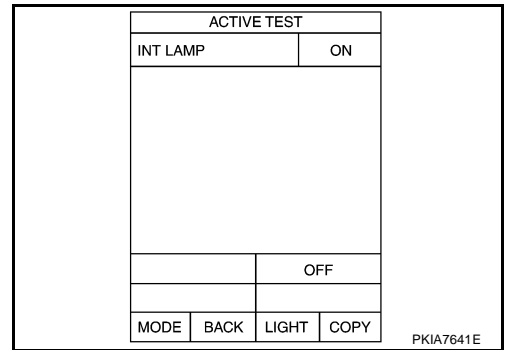 ACTIVE TEST
INT LAMP ON
OFF
MODE BACK LIGHT COPY
PKIA7641E